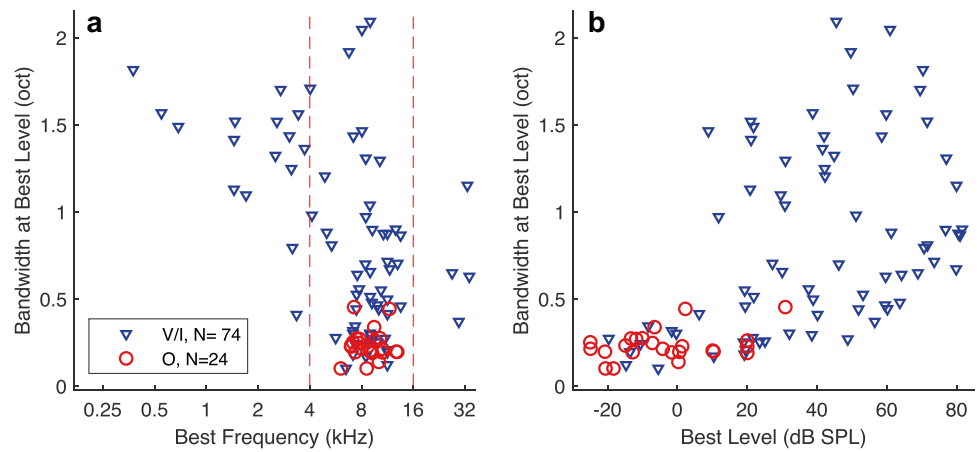 a
Bandwidth at Best Level (oct)
2
1.5
1
0.5
0
V/I, N= 74
O, N=24
0.25 0.5 1 2 4 8 16 32
Best Frequency (kHz)
b
Bandwidth at Best Level (oct)
2
1.5
1
0.5
0
-20 0 20 40 60 80
Best Level (dB SPL)